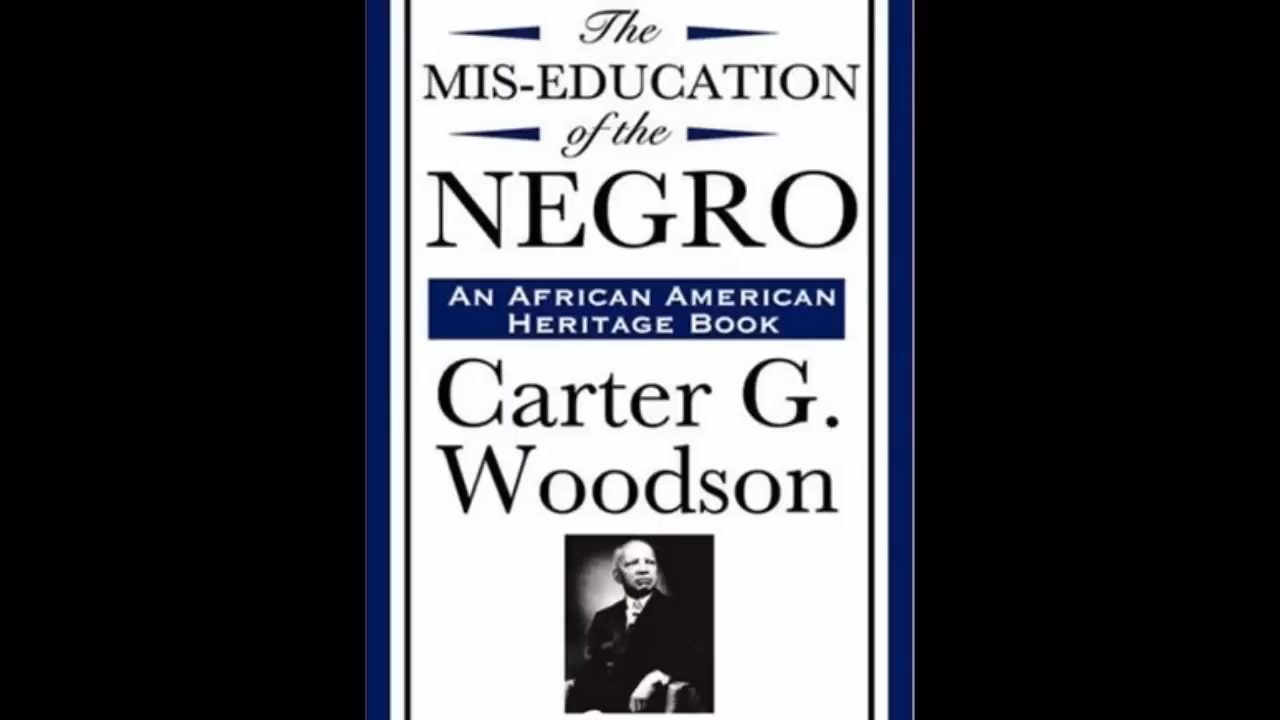 The
MIS-EDUCATION
of the
NEGRO
AN AFRICAN AMERICAN
HERITAGE BOOK
Carter G.
Woodson